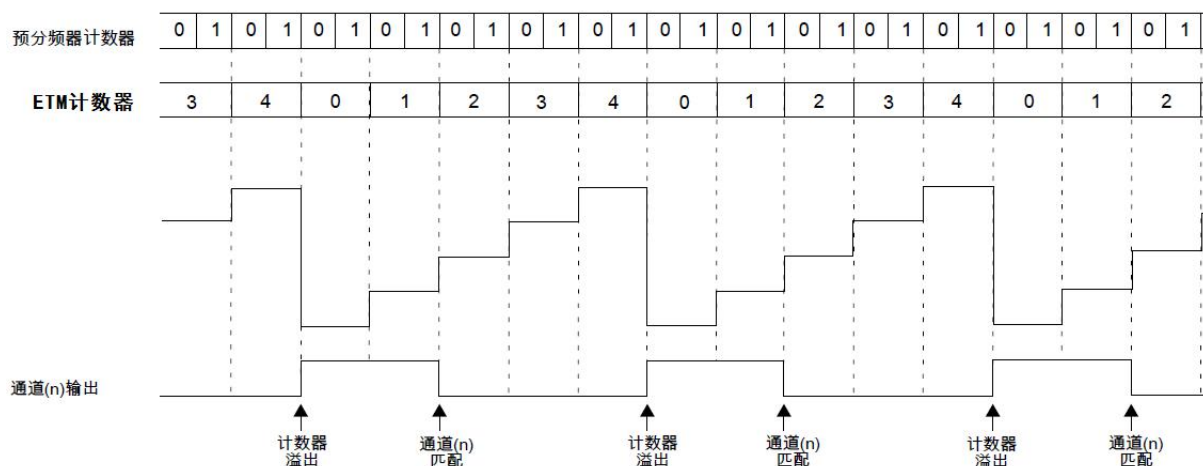 预分频器计数器 0 1 0 1 0 1 0 1 0 1 0 1 0 1 0 1 0 1 0 1 0 1 0 1 0 1 0 1 0 1
ETM计数器 3 4 0 1 2 3 4 0 1 2 3 4 0 1 2
通道(n)输出
计数器 通道(n) 计数器 通道(n) 计数器 通道(n)
溢出 匹配 溢出 匹配 溢出 匹配